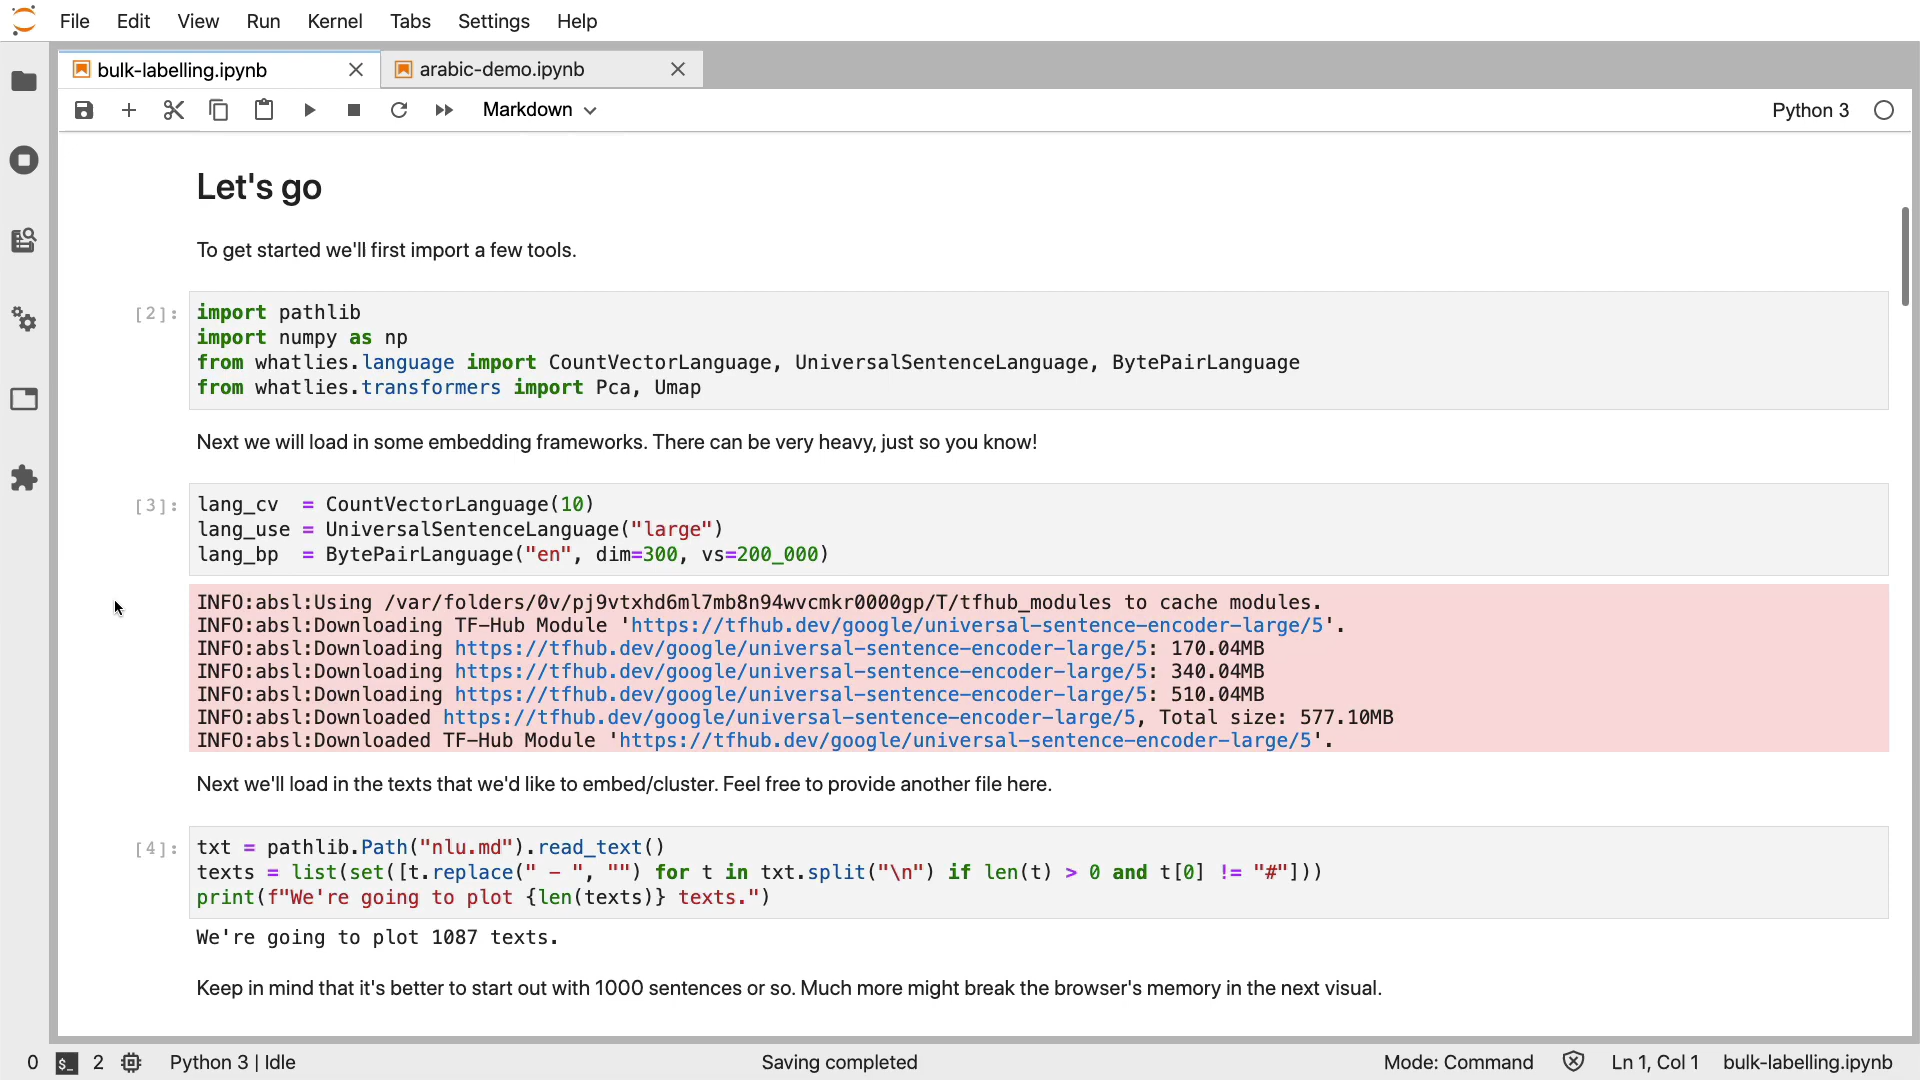 File Edit View Run Kernel Tabs Settings Help
bulk-labelling.ipynb arabic-demo.ipynb
Markdown Python 3
Let's go
To get started we'll first import a few tools.
[2]: import pathlib
import numpy as np
from whatlies.language import CountVectorLanguage, UniversalSentenceLanguage, BytePairLanguage
from whatlies.transformers import Pca, Umap
Next we will load in some embedding frameworks. There can be very heavy, just so you know!
[3]: lang_cv  = CountVectorLanguage(10)
lang_use = UniversalSentenceLanguage("large")
lang_bp  = BytePairLanguage("en", dim=300, vs=200_000)
INFO:absl:Using /var/folders/0v/pj9vtxhd6ml7mb8n94wvcmkr0000gp/T/tfhub_modules to cache modules.
INFO:absl:Downloading TF-Hub Module 'https://tfhub.dev/google/universal-sentence-encoder-large/5'.
INFO:absl:Downloading https://tfhub.dev/google/universal-sentence-encoder-large/5: 170.04MB
INFO:absl:Downloading https://tfhub.dev/google/universal-sentence-encoder-large/5: 340.04MB
INFO:absl:Downloading https://tfhub.dev/google/universal-sentence-encoder-large/5: 510.04MB
INFO:absl:Downloaded https://tfhub.dev/google/universal-sentence-encoder-large/5, Total size: 577.10MB
INFO:absl:Downloaded TF-Hub Module 'https://tfhub.dev/google/universal-sentence-encoder-large/5'.
Next we'll load in the texts that we'd like to embed/cluster. Feel free to provide another file here.
[4]: txt = pathlib.Path("nlu.md").read_text()
texts = list(set([t.replace(" - ", "") for t in txt.split("\n") if len(t) > 0 and t[0] != "#"]))
print(f"We're going to plot {len(texts)} texts.")
We're going to plot 1087 texts.
Keep in mind that it's better to start out with 1000 sentences or so. Much more might break the browser's memory in the next visual.
0 $_ 2 Python 3 | Idle Saving completed Mode: Command Ln 1, Col 1 bulk-labelling.ipynb